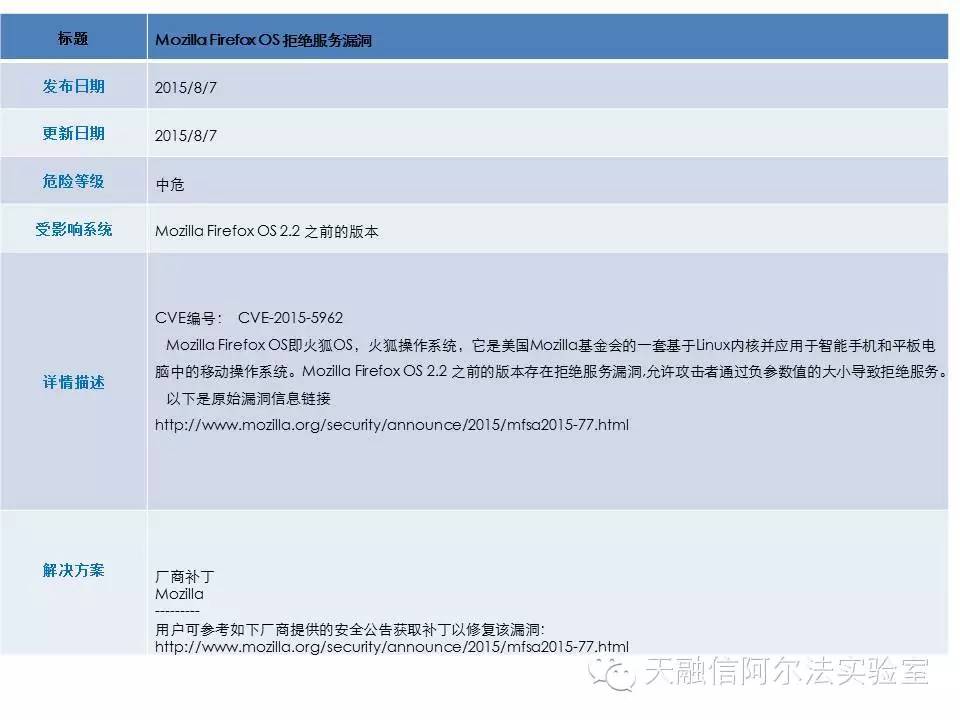 标题 Mozilla Firefox OS 拒绝服务漏洞
发布日期 2015/8/7
更新日期 2015/8/7
危险等级 中危
受影响系统 Mozilla Firefox OS 2.2 之前的版本
详情描述
CVE编号： CVE-2015-5962
Mozilla Firefox OS即火狐OS，火狐操作系统，它是美国Mozilla基金会的一套基于Linux内核并应用于智能手机和平板电
脑中的移动操作系统。Mozilla Firefox OS 2.2 之前的版本存在拒绝服务漏洞,允许攻击者通过负参数值的大小导致拒绝服务。
以下是原始漏洞信息链接
http://www.mozilla.org/security/announce/2015/mfsa2015-77.html
解决方案
厂商补丁
Mozilla
---------
用户可参考如下厂商提供的安全公告获取补丁以修复该漏洞：
http://www.mozilla.org/security/announce/2015/mfsa2015-77.html
天融信阿尔法实验室